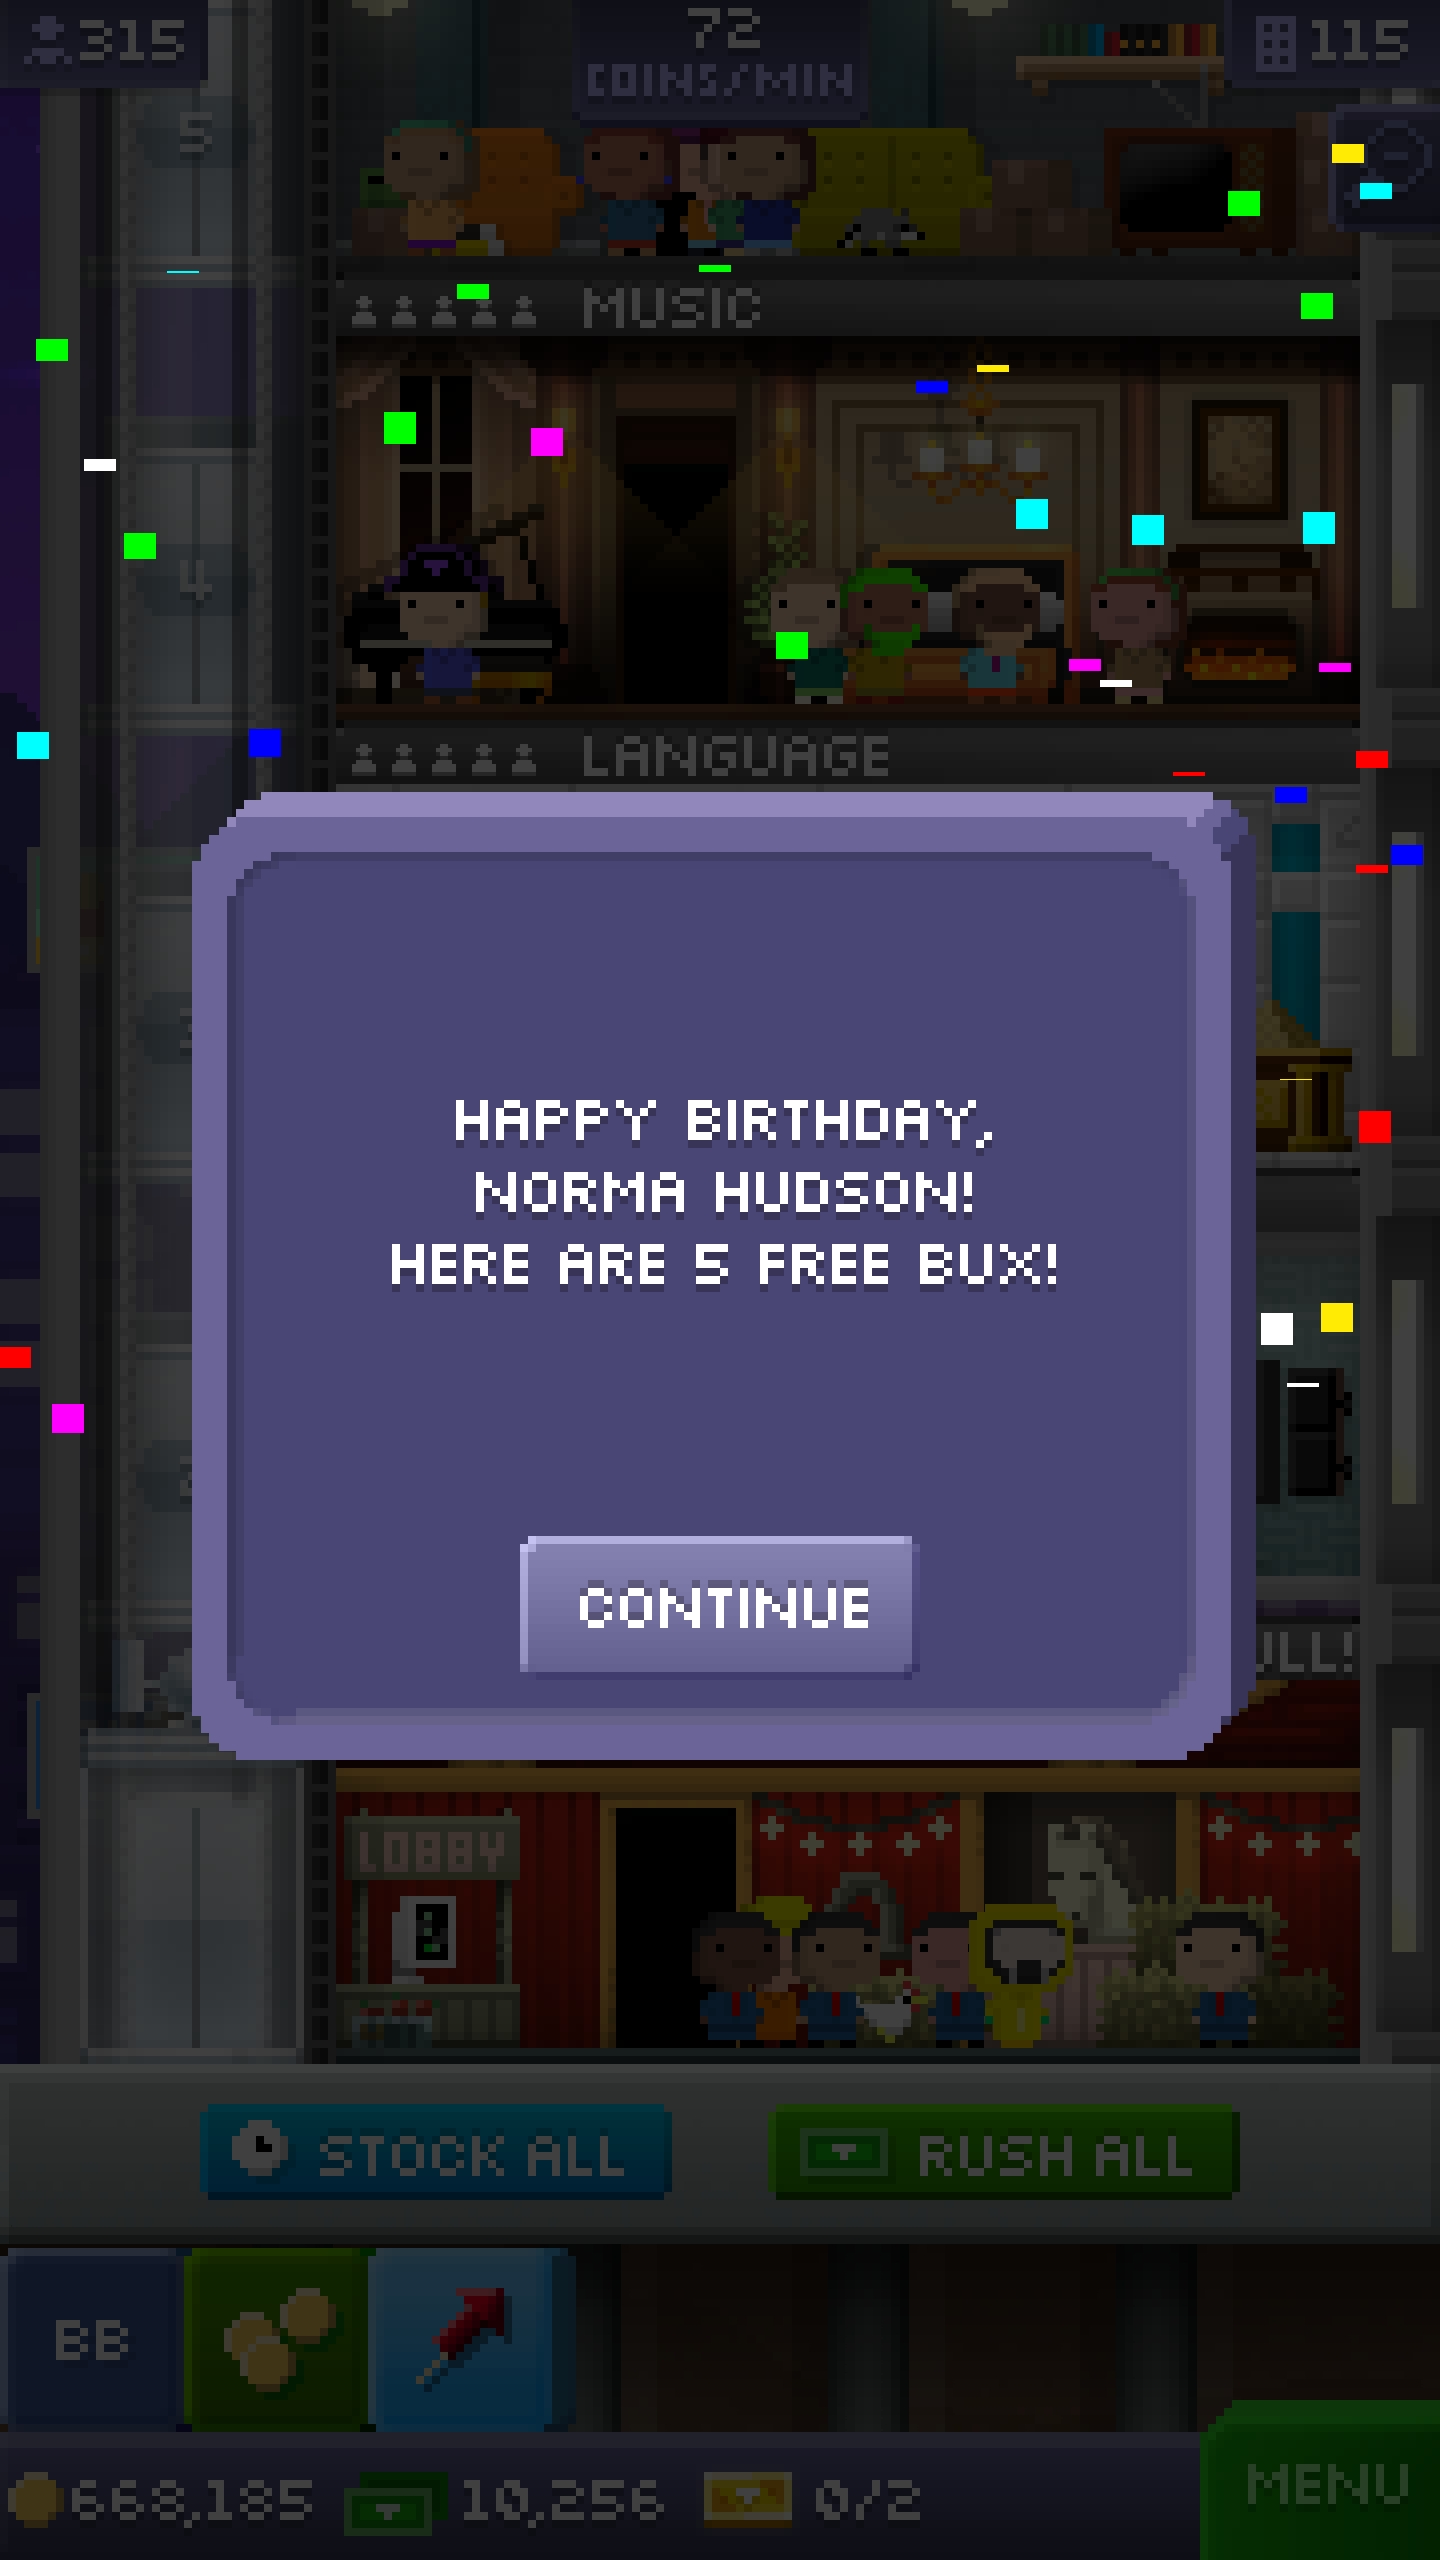 315
72
COINS/MIN
115
5
MUSIC
4
LANGUAGE
HAPPY BIRTHDAY,
NORMA HUDSON!
HERE ARE 5 FREE BUX!
CONTINUE
LOBBY
STOCK ALL
RUSH ALL
BB
668,185
10,256
0/2
MENU